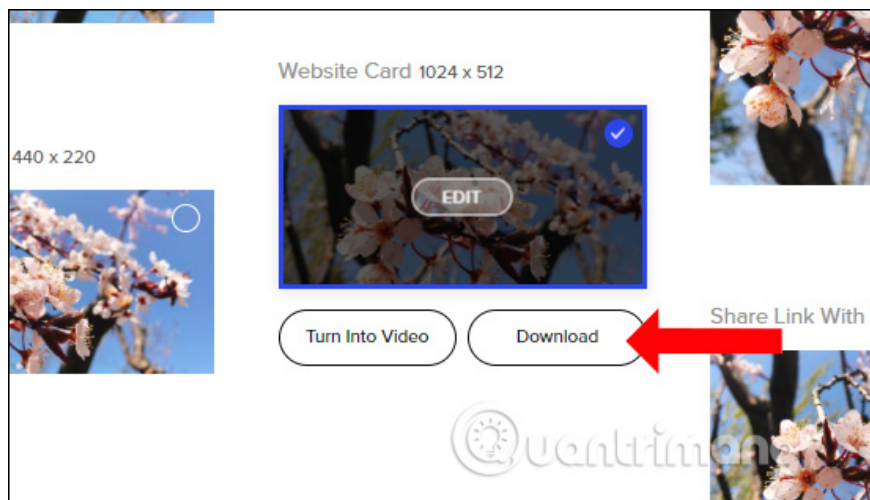 Website Card 1024 x 512
440 x 220
EDIT
Turn Into Video
Download
Share Link With
Quantrimang